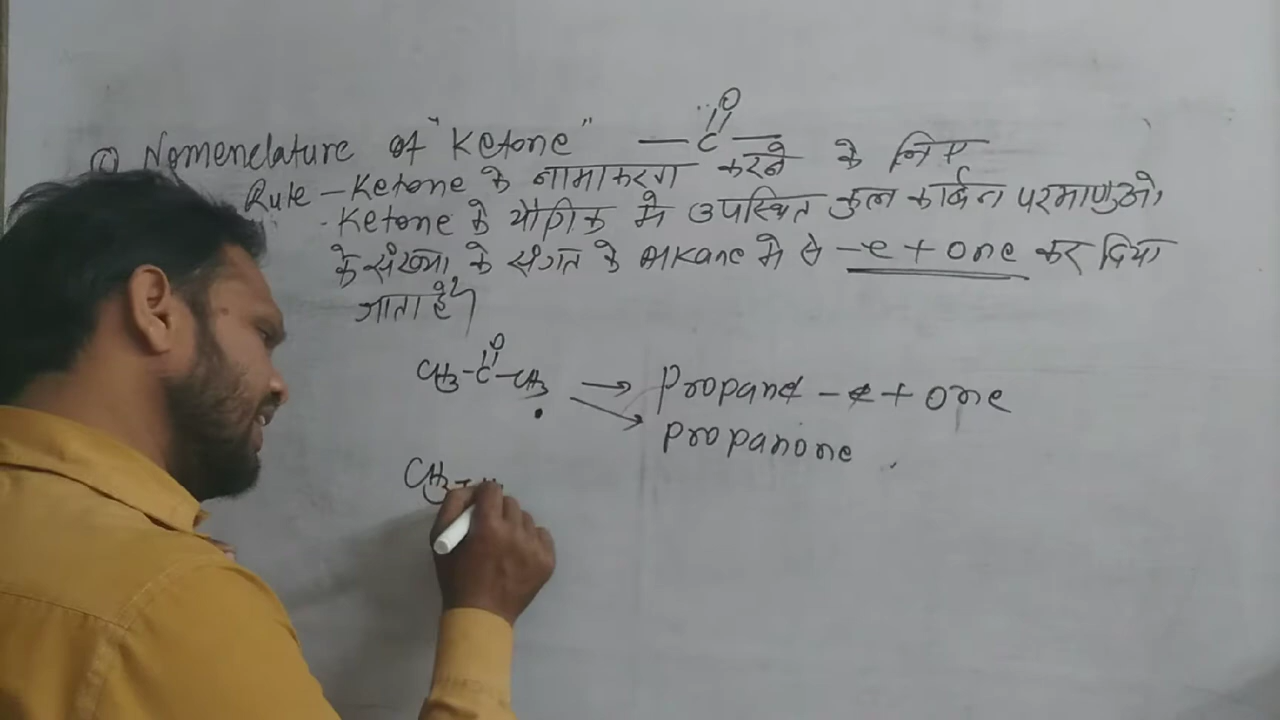 ① Nomenclature of "Ketone" —C—
O
Rule - Ketone के नामाकरण करने के लिए
- Ketone के यौगिक मे उपस्थित कुल कार्बन परमाणुओ
के संख्या के संगत के Alkane मे से -e + one कर दिया
जाता है।
O
CH3-C-CH3 → Propane - e + one
→ propanone
CH3-